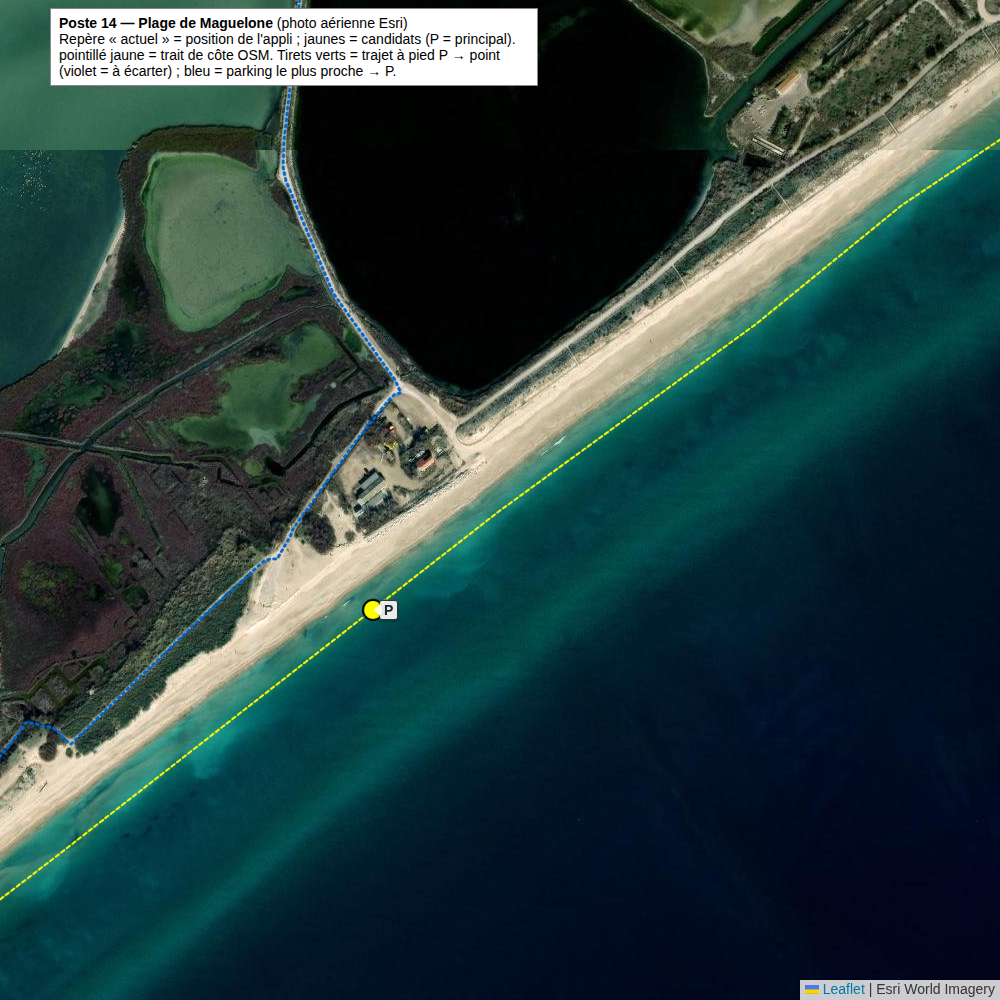 Poste 14 — Plage de Maguelone (photo aérienne Esri)
Repère « actuel » = position de l'appli ; jaunes = candidats (P = principal).
pointillé jaune = trait de côte OSM. Tirets verts = trajet à pied P → point
(violet = à écarter) ; bleu = parking le plus proche → P.
P
Leaflet | Esri World Imagery